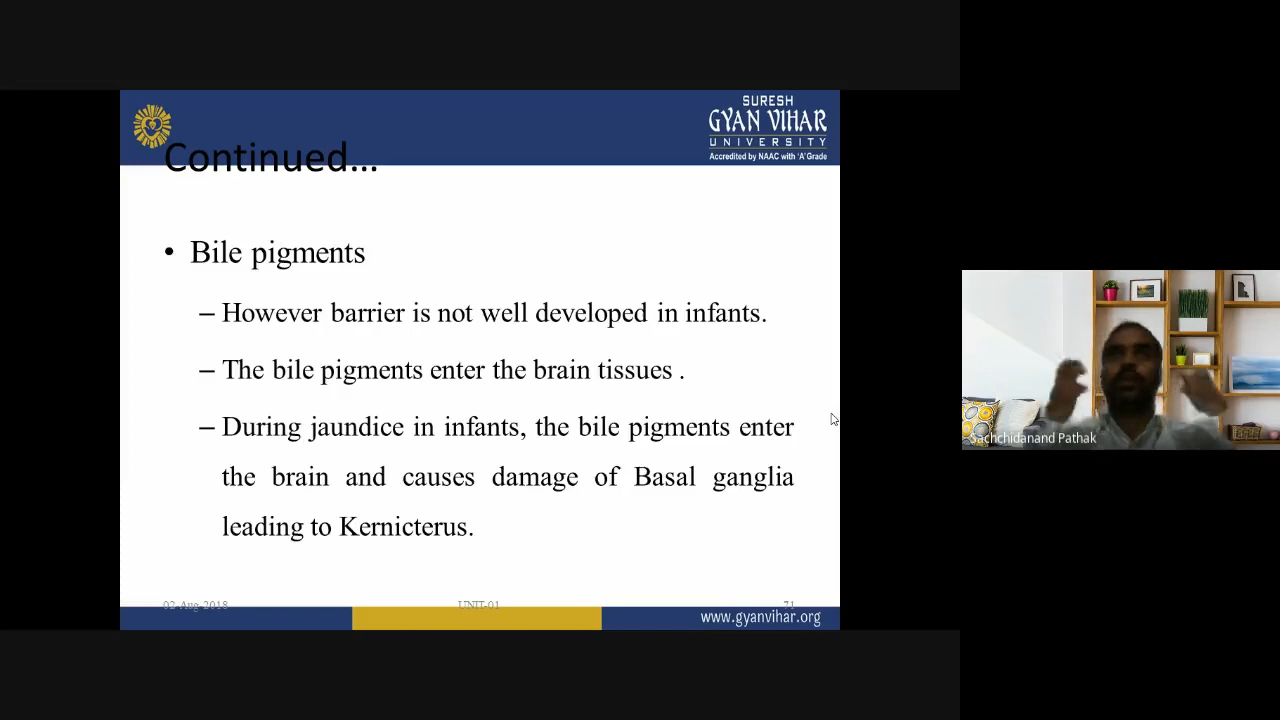 SURESH
GYAN VIHAR
UNIVERSITY
Accredited by NAAC with 'A' Grade
Continued...
• Bile pigments
– However barrier is not well developed in infants.
– The bile pigments enter the brain tissues .
– During jaundice in infants, the bile pigments enter
the brain and causes damage of Basal ganglia
leading to Kernicterus.
Sachchidanand Pathak
02-Aug-2018 UNIT-01 71
www.gyanvihar.org